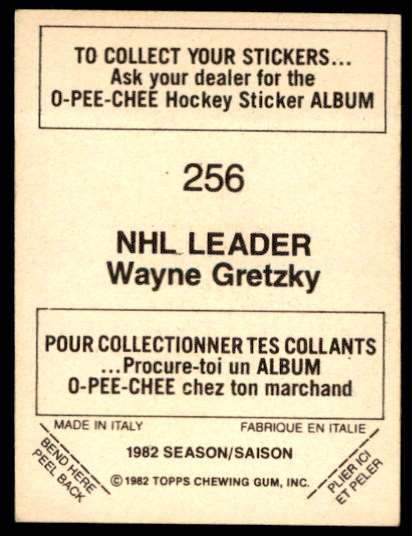 TO COLLECT YOUR STICKERS...
Ask your dealer for the
O-PEE-CHEE Hockey Sticker ALBUM
256
NHL LEADER
Wayne Gretzky
POUR COLLECTIONNER TES COLLANTS
...Procure-toi un ALBUM
O-PEE-CHEE chez ton marchand
MADE IN ITALY
FABRIQUE EN ITALIE
BEND HERE
PEEL BACK
1982 SEASON/SAISON
©1982 TOPPS CHEWING GUM, INC.
PLIER ICI
ET PELER